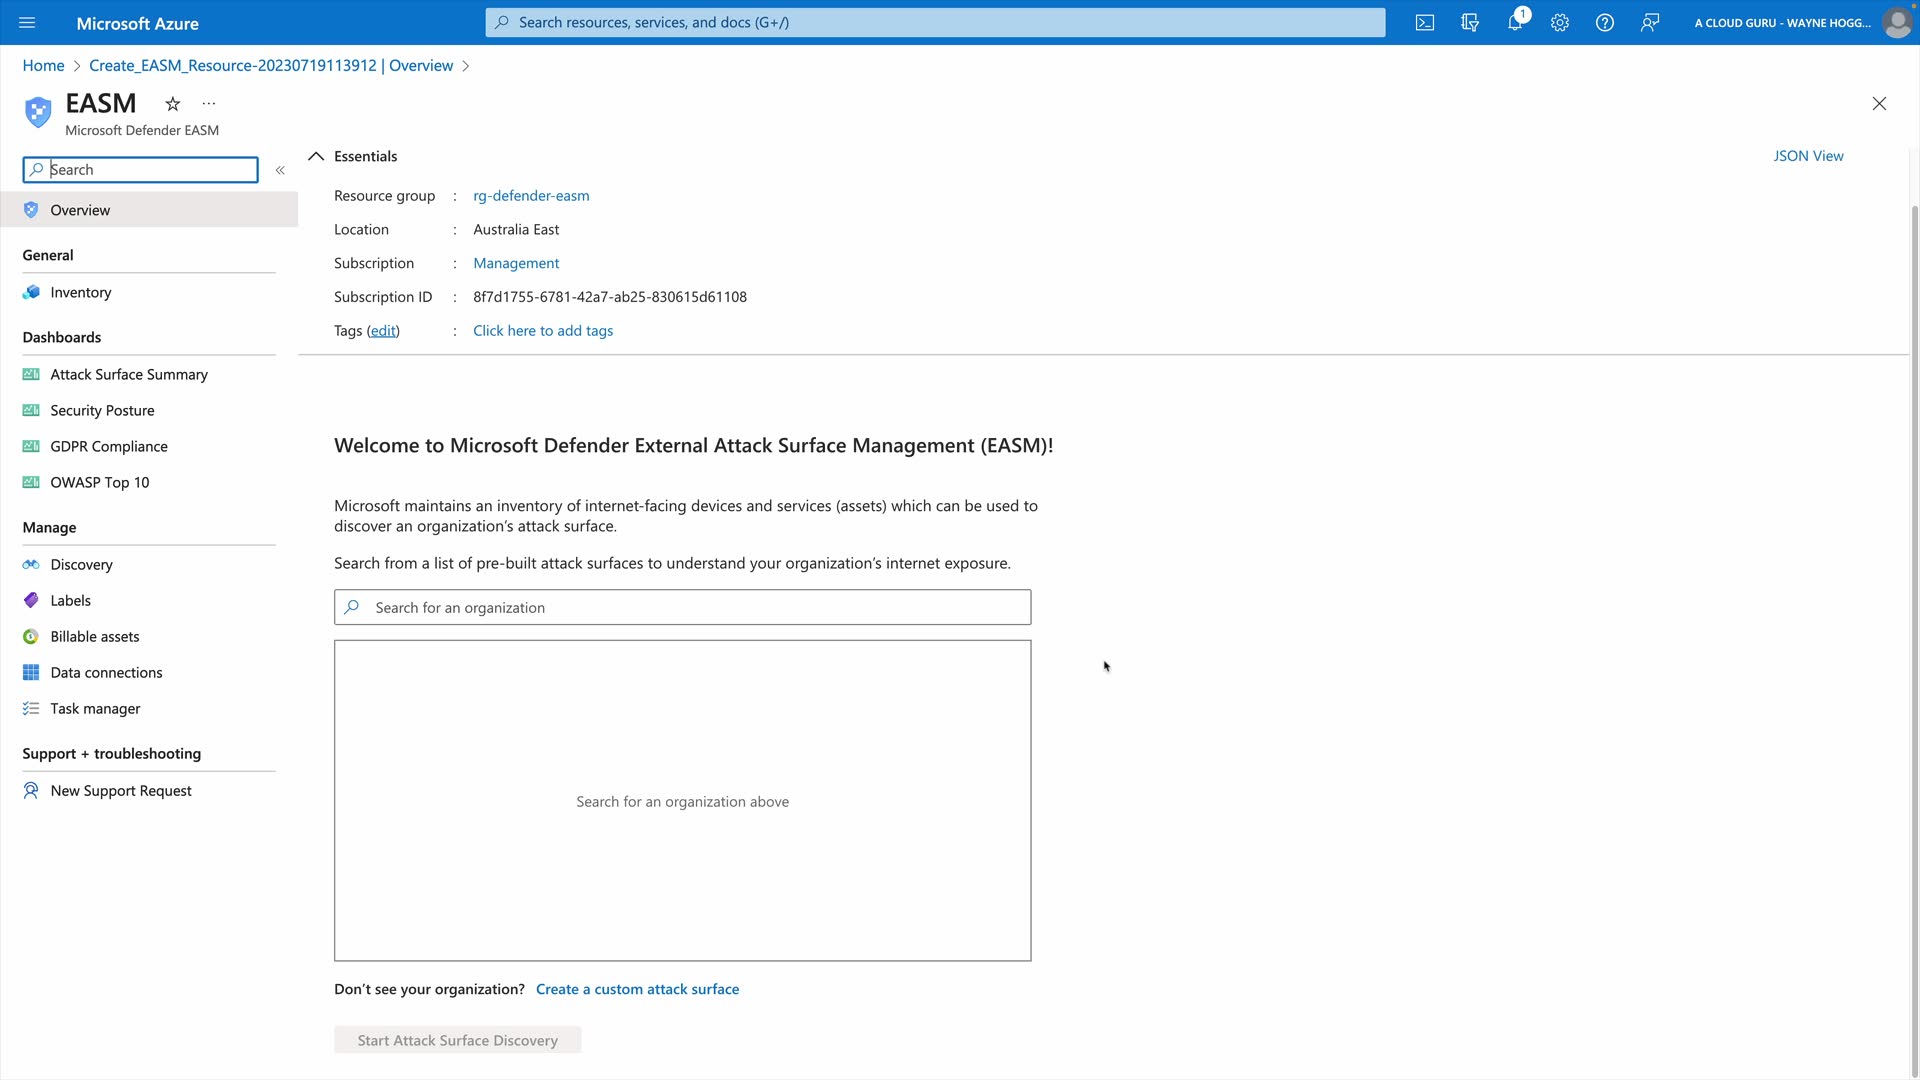 Microsoft Azure
Search resources, services, and docs (G+/)
1
A CLOUD GURU - WAYNE HOGG...
Home > Create_EASM_Resource-20230719113912 | Overview >
EASM
Microsoft Defender EASM
Search
Overview
General
Inventory
Dashboards
Attack Surface Summary
Security Posture
GDPR Compliance
OWASP Top 10
Manage
Discovery
Labels
Billable assets
Data connections
Task manager
Support + troubleshooting
New Support Request
Essentials
JSON View
Resource group : rg-defender-easm
Location : Australia East
Subscription : Management
Subscription ID : 8f7d1755-6781-42a7-ab25-830615d61108
Tags (edit) : Click here to add tags
Welcome to Microsoft Defender External Attack Surface Management (EASM)!
Microsoft maintains an inventory of internet-facing devices and services (assets) which can be used to
discover an organization's attack surface.
Search from a list of pre-built attack surfaces to understand your organization's internet exposure.
Search for an organization
Search for an organization above
Don't see your organization? Create a custom attack surface
Start Attack Surface Discovery